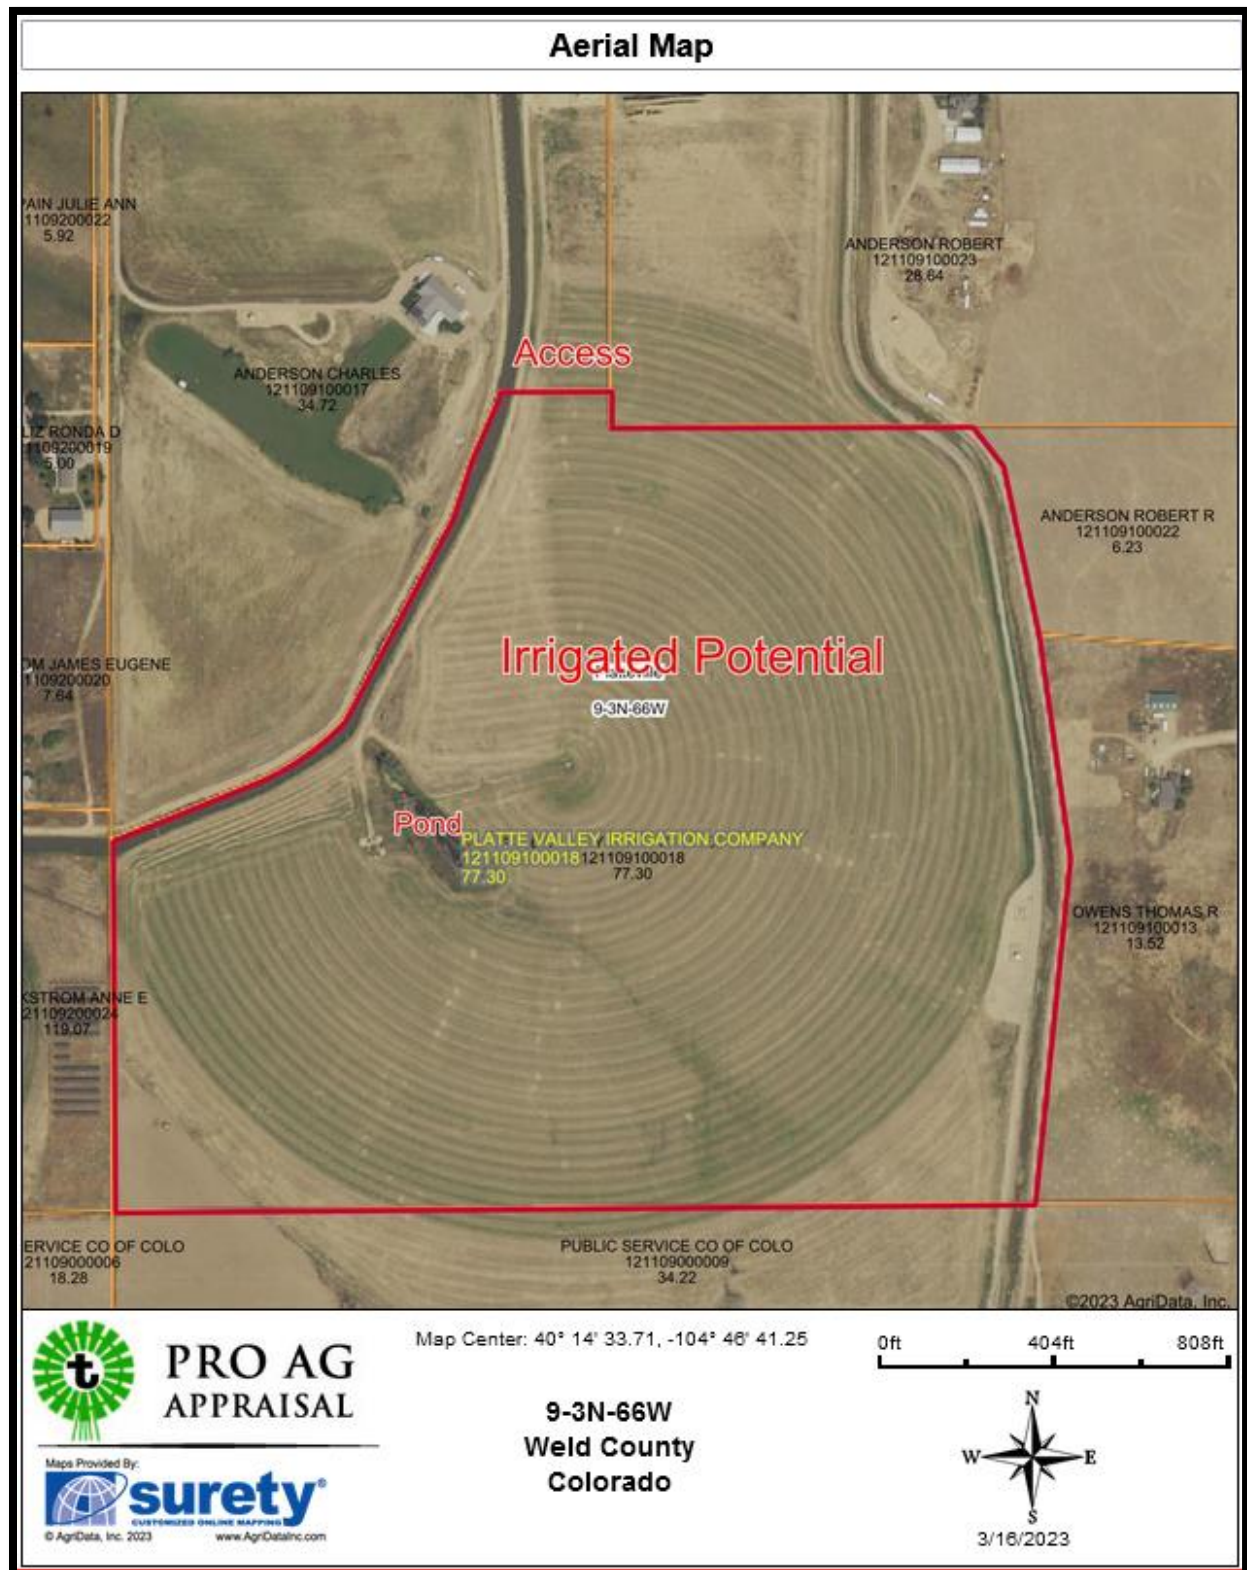 Aerial Map
PAIN JULIE ANN
1109200022
5.92
ANDERSON ROBERT
121109100023
28.64
Access
ANDERSON CHARLES
121109100017
34.72
LIZ RONDA D
1109200019
5.00
ANDERSON ROBERT R
121109100022
6.23
Irrigated Potential
Platteville
9-3N-66W
OM JAMES EUGENE
1109200020
7.64
Pond
PLATTE VALLEY IRRIGATION COMPANY
121109100018 121109100018
77.30 77.30
OWENS THOMAS R
121109100013
13.52
KSTROM ANNE E
21109200024
119.07
ERVICE CO OF COLO
21109000006
18.28
PUBLIC SERVICE CO OF COLO
121109000009
34.22
©2023 AgriData, Inc.
t
PRO AG
APPRAISAL
Maps Provided By:
surety®
CUSTOMIZED ONLINE MAPPING
© AgriData, Inc. 2023 www.AgriDataInc.com
Map Center: 40° 14' 33.71, -104° 46' 41.25
9-3N-66W
Weld County
Colorado
0ft 404ft 808ft
N
W E
S
3/16/2023